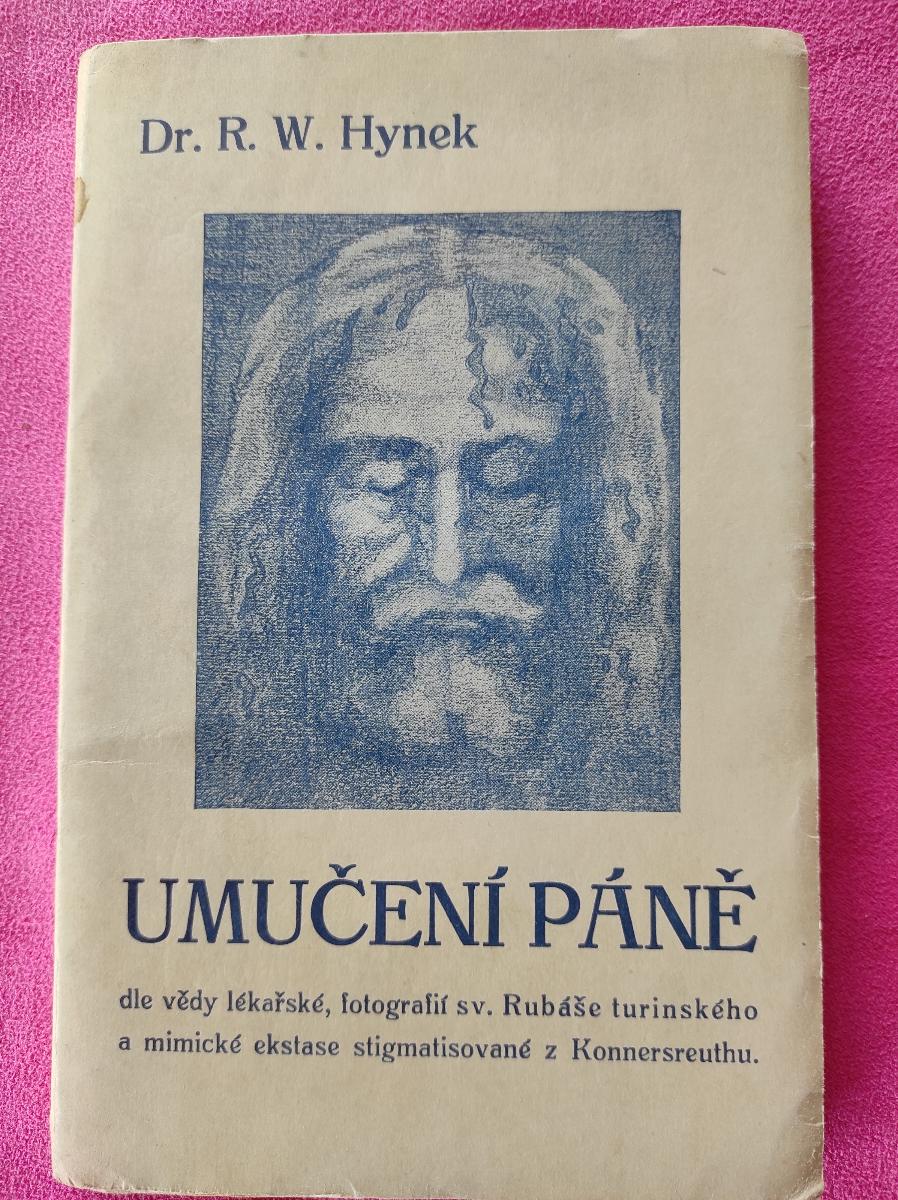 Dr. R. W. Hynek
UMUČENÍ PÁNĚ
dle vědy lékařské, fotografií sv. Rubáše turinského
a mimické ekstase stigmatisované z Konnersreuthu.